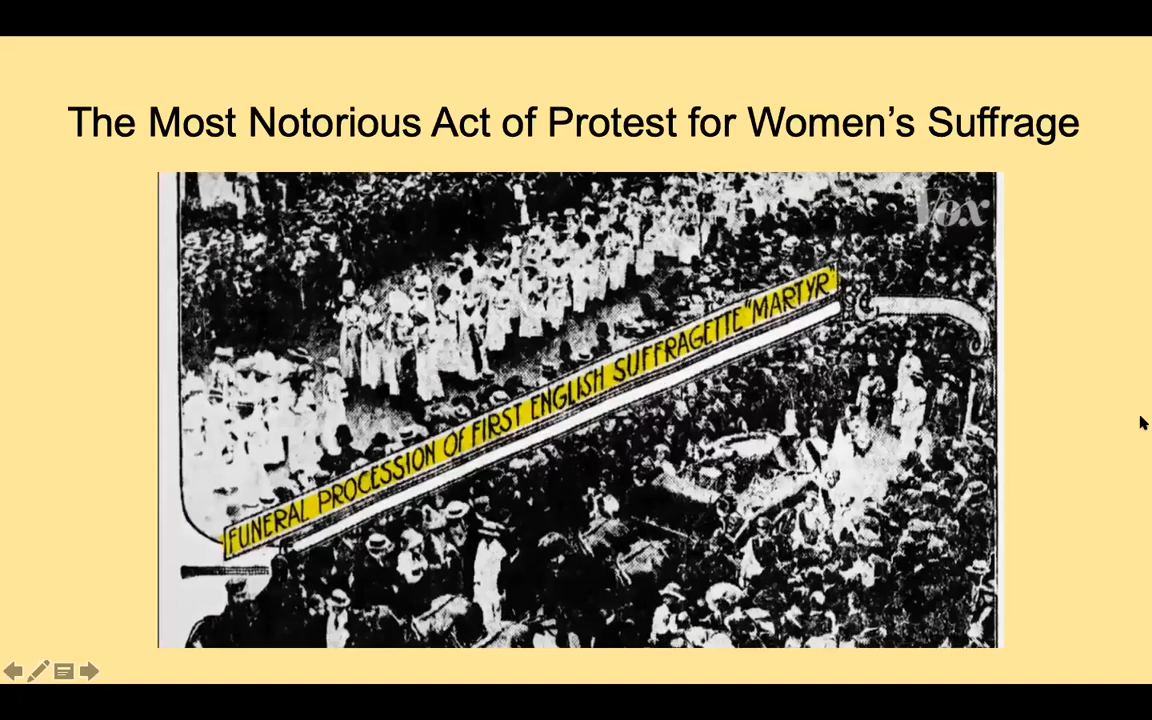 The Most Notorious Act of Protest for Women’s Suffrage
Vox
FUNERAL PROCESSION OF FIRST ENGLISH SUFFRAGETTE "MARTYR"